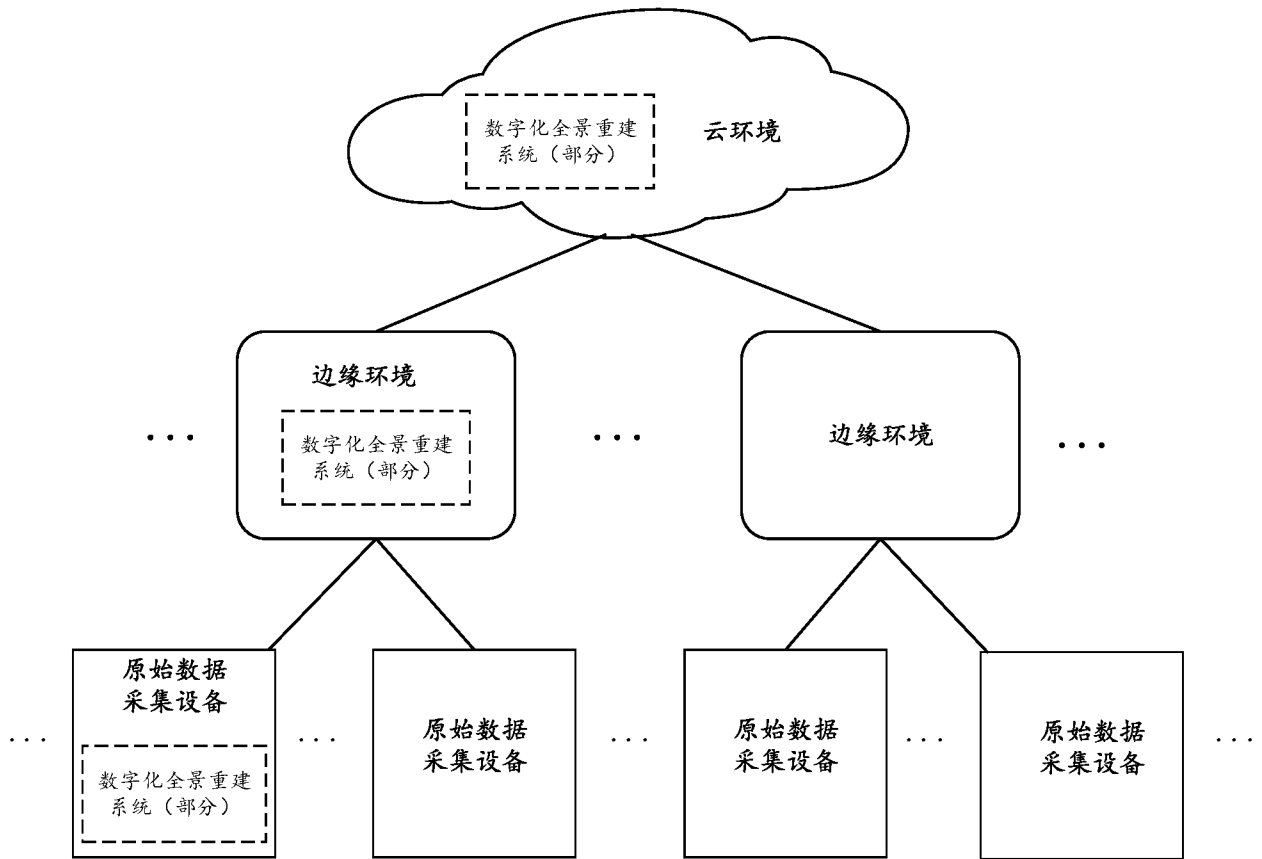 数字化全景重建
系统（部分）
云环境
边缘环境
数字化全景重建
系统（部分）
...
...
边缘环境
...
原始数据
采集设备
数字化全景重建
系统（部分）
...
...
原始数据
采集设备
...
原始数据
采集设备
...
原始数据
采集设备
...